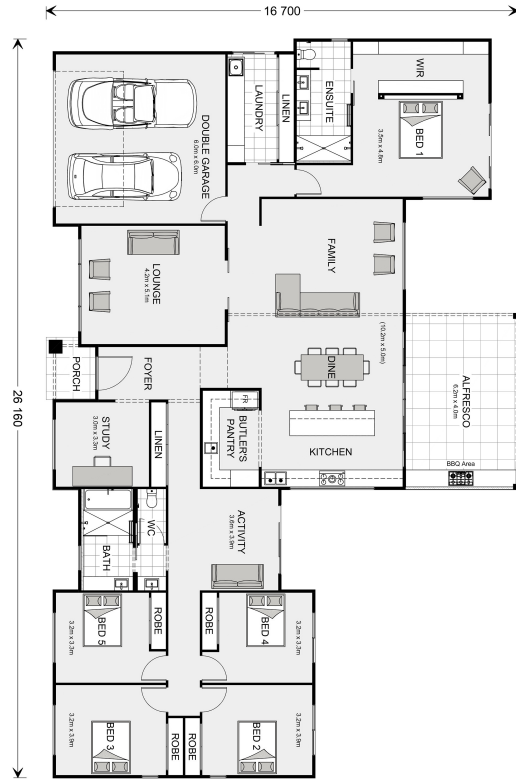 16 700
26 180
WIR
ENSUITE
LINEN
LAUNDRY
BED 1
3.5m x 4.8m
DOUBLE GARAGE
6.0m x 6.0m
LOUNGE
4.2m x 5.1m
FAMILY
(10.2m x 5.0m)
DINE
ALFRESCO
6.2m x 4.0m
BBQ Area
PORCH
FOYER
STUDY
3.0m x 3.3m
LINEN
FR
BUTLER'S
PANTRY
KITCHEN
BATH
WC
ACTIVITY
3.6m x 3.9m
BED 5
3.2m x 3.3m
ROBE
ROBE
BED 4
3.2m x 3.3m
BED 3
3.2m x 3.9m
ROBE
ROBE
BED 2
3.2m x 3.9m